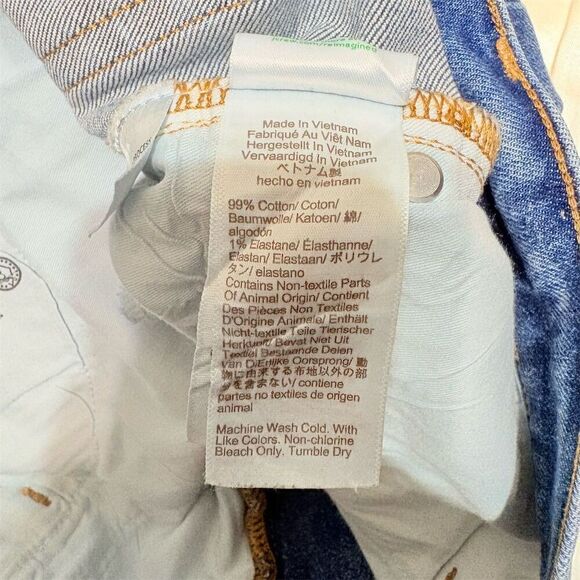 jcrew.com/reimagined
Made In Vietnam
Fabriqué Au Việt Nam
Hergestellt In Vietnam
Vervaardigd In Vietnam
ベトナム製
hecho en vietnam
99% Cotton/ Coton/
Baumwolle/ Katoen/ 綿/
algodón
1% Elastane/ Élasthanne/
Elastan/ Elastaan/ ポリウレ
タン/ elastano
Contains Non-textile Parts
Of Animal Origin/ Contient
Des Pièces Non Textiles
D'Origine Animale/ Enthält
Nicht-textile Teile Tierischer
Herkunft/ Bevat Niet Uit
Textiel Bestaande Delen
Van Dierlijke Oorsprong/ 動
物に由来する布地以外の部
分を含まない/ contiene
partes no textiles de origen
animal
Machine Wash Cold. With
Like Colors. Non-chlorine
Bleach Only. Tumble Dry